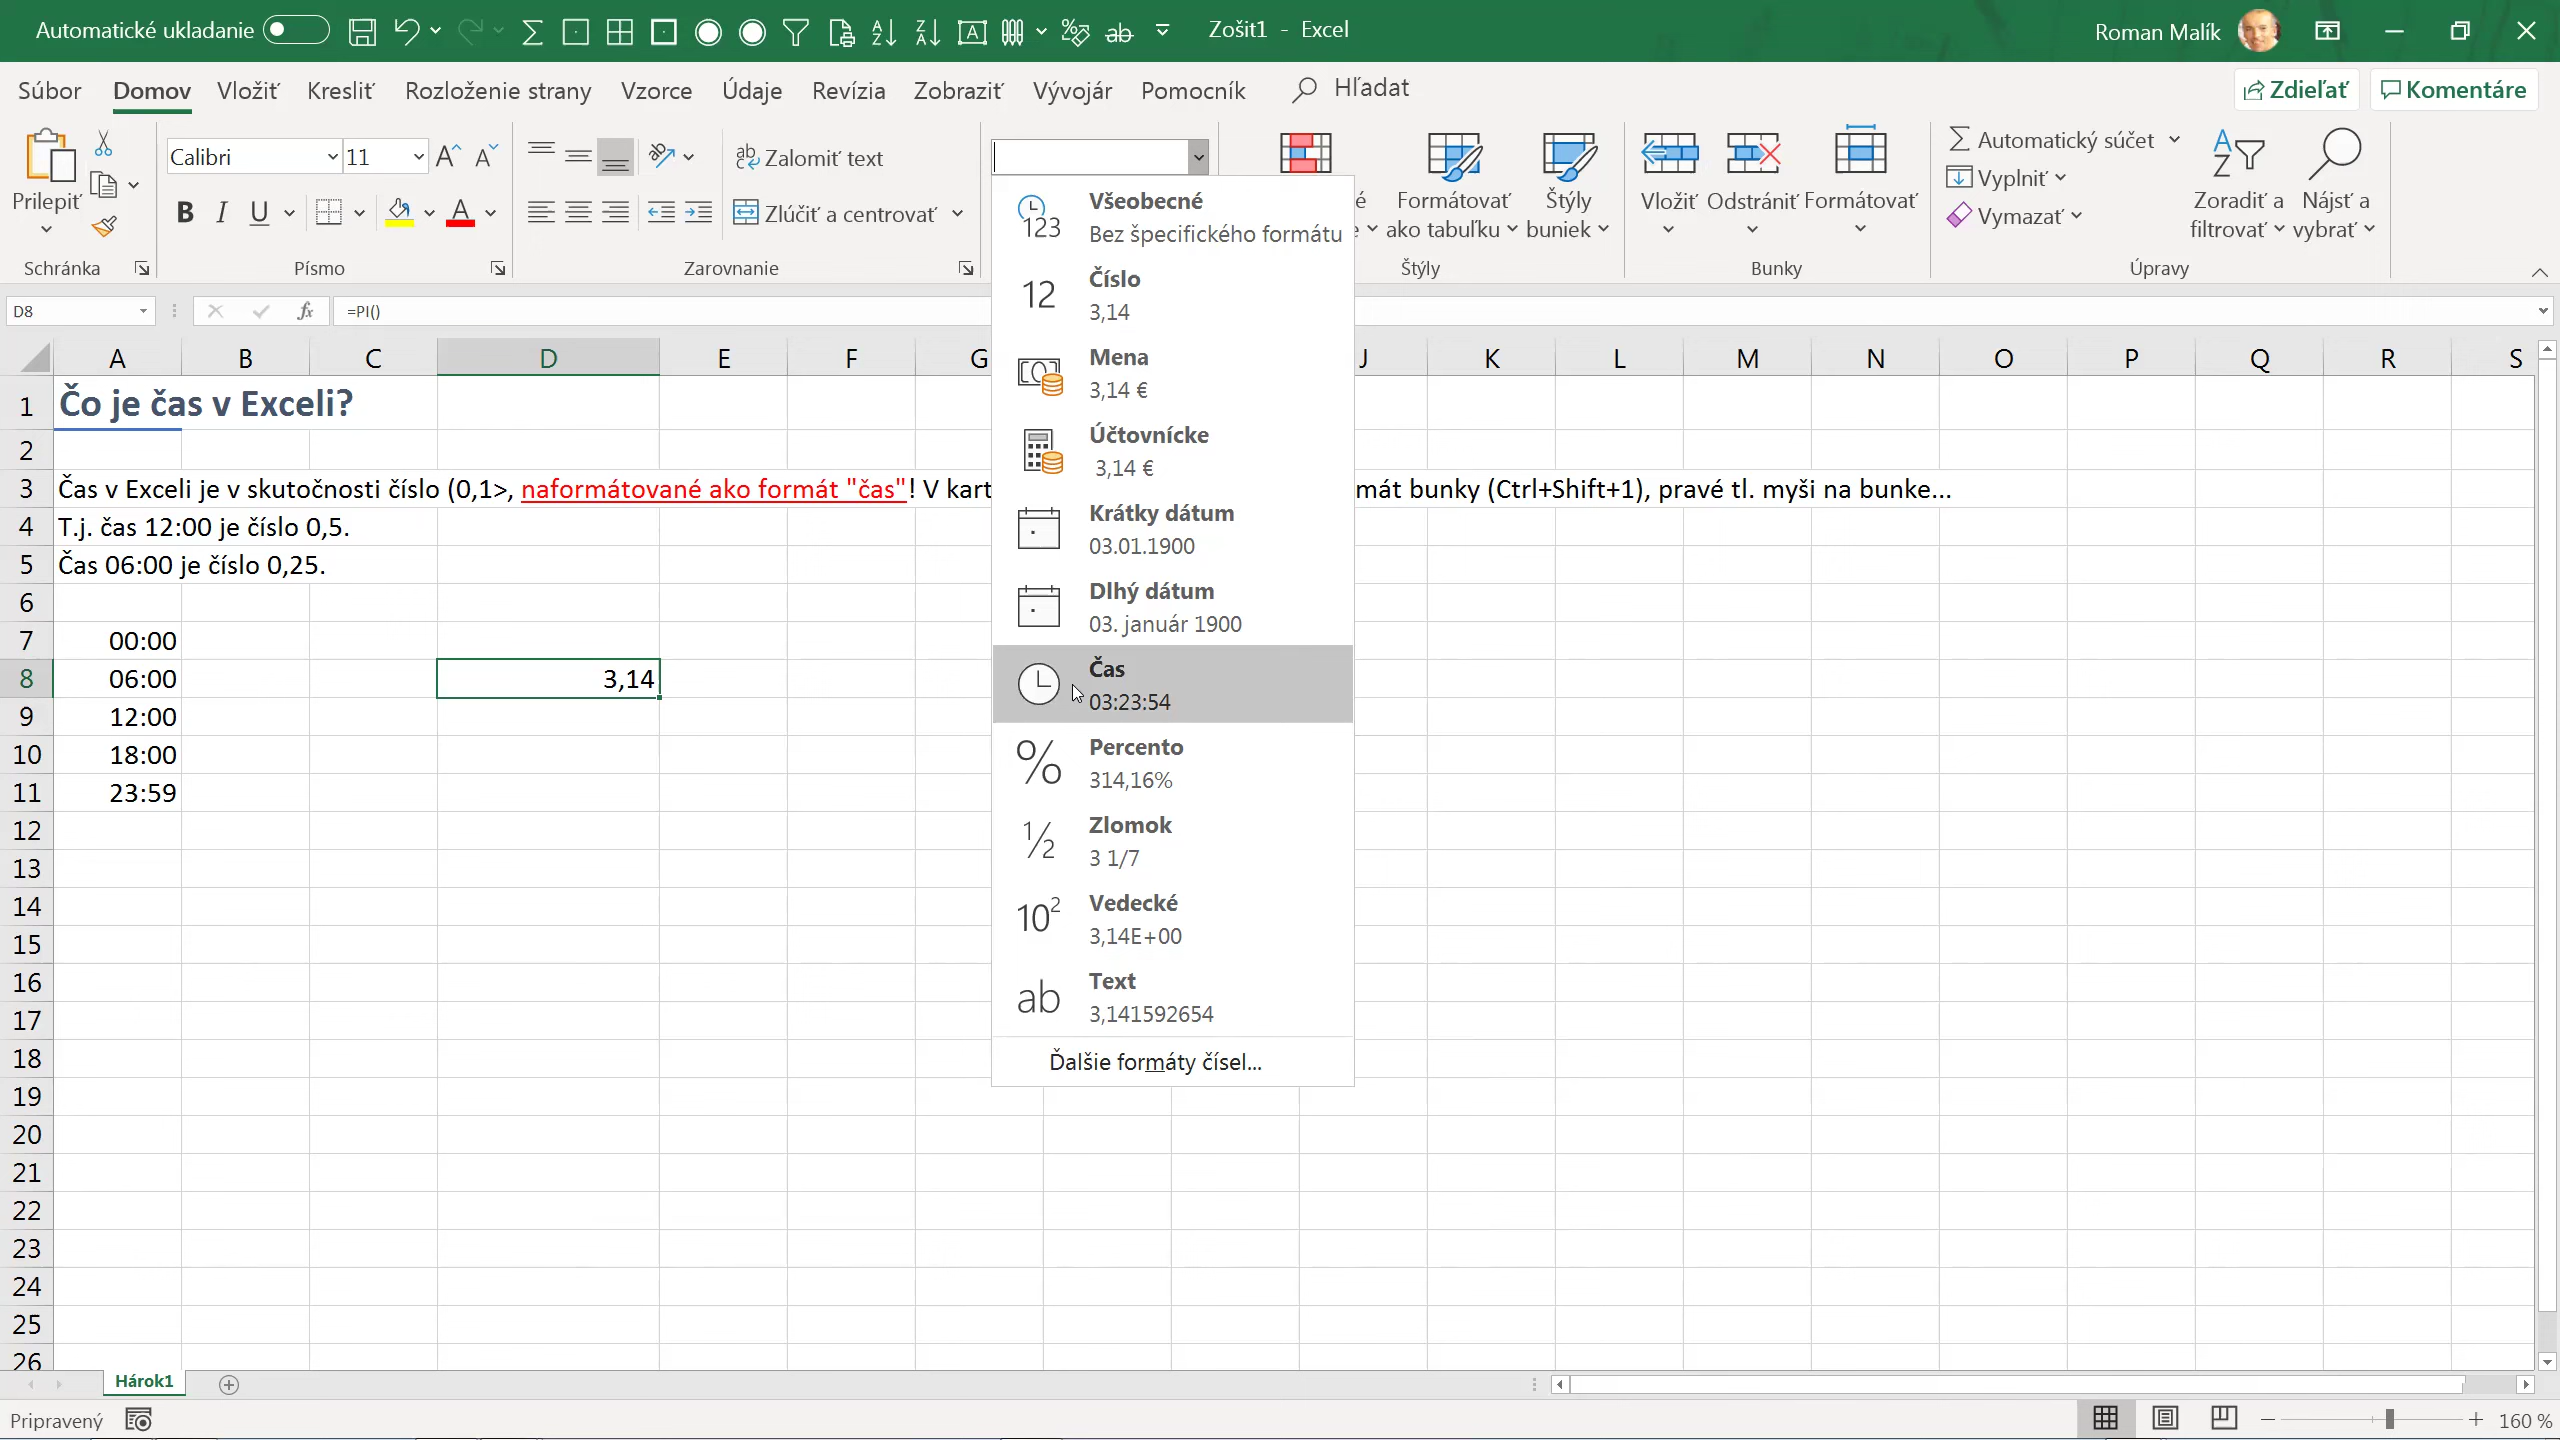 Automatické ukladanie
Zošit1 - Excel
Roman Malík
Súbor Domov Vložiť Kresliť Rozloženie strany Vzorce Údaje Revízia Zobraziť Vývojár Pomocník Hľadať
Zdieľať Komentáre
Prilepiť
Schránka
Calibri 11
B I U
Písmo
Zalomiť text
Zlúčiť a centrovať
Zarovnanie
Formátovať
ako tabuľku
Štýly
buniek
Štýly
Vložiť Odstrániť Formátovať
Bunky
Automatický súčet
Vyplniť
Vymazať
Zoradiť a
filtrovať
Nájsť a
vybrať
Úpravy
D8
fx
=PI()
A B C D E F G J K L M N O P Q R S
1 Čo je čas v Exceli?
2
3 Čas v Exceli je v skutočnosti číslo (0,1>, naformátované ako formát "čas"! V kart
mát bunky (Ctrl+Shift+1), pravé tl. myši na bunke...
4 T.j. čas 12:00 je číslo 0,5.
5 Čas 06:00 je číslo 0,25.
6
7 00:00
8 06:00 3,14
9 12:00
10 18:00
11 23:59
12
13
14
15
16
17
18
19
20
21
22
23
24
25
26
123
Všeobecné
Bez špecifického formátu
12
Číslo
3,14
Mena
3,14 €
Účtovnícke
3,14 €
Krátky dátum
03.01.1900
Dlhý dátum
03. január 1900
Čas
03:23:54
%
Percento
314,16%
½
Zlomok
3 1/7
10²
Vedecké
3,14E+00
ab
Text
3,141592654
Ďalšie formáty čísel...
Hárok1
Pripravený
160 %